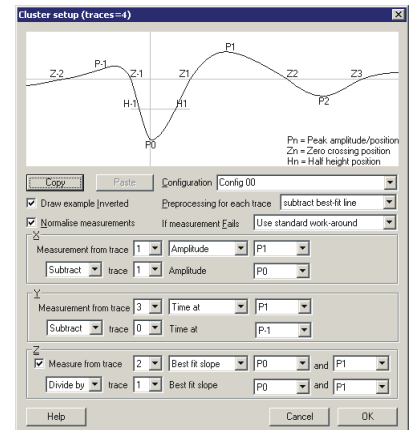 Cluster setup (traces=4)
P1
P-1
Z-2 Z-1 Z1 Z2 Z3
H-1 H1 P2
P0
Pn = Peak amplitude/position
Zn = Zero crossing position
Hn = Half height position
Copy Paste Configuration Config 00
Draw example Inverted Preprocessing for each trace subtract best-fit line
Normalise measurements If measurement Fails Use standard work-around
X
Measurement from trace 1 Amplitude P1
Subtract trace 1 Amplitude P0
Y
Measurement from trace 3 Time at P1
Subtract trace 0 Time at P-1
Z
Measure from trace 2 Best fit slope P0 and P1
Divide by trace 1 Best fit slope P0 and P1
Help Cancel OK